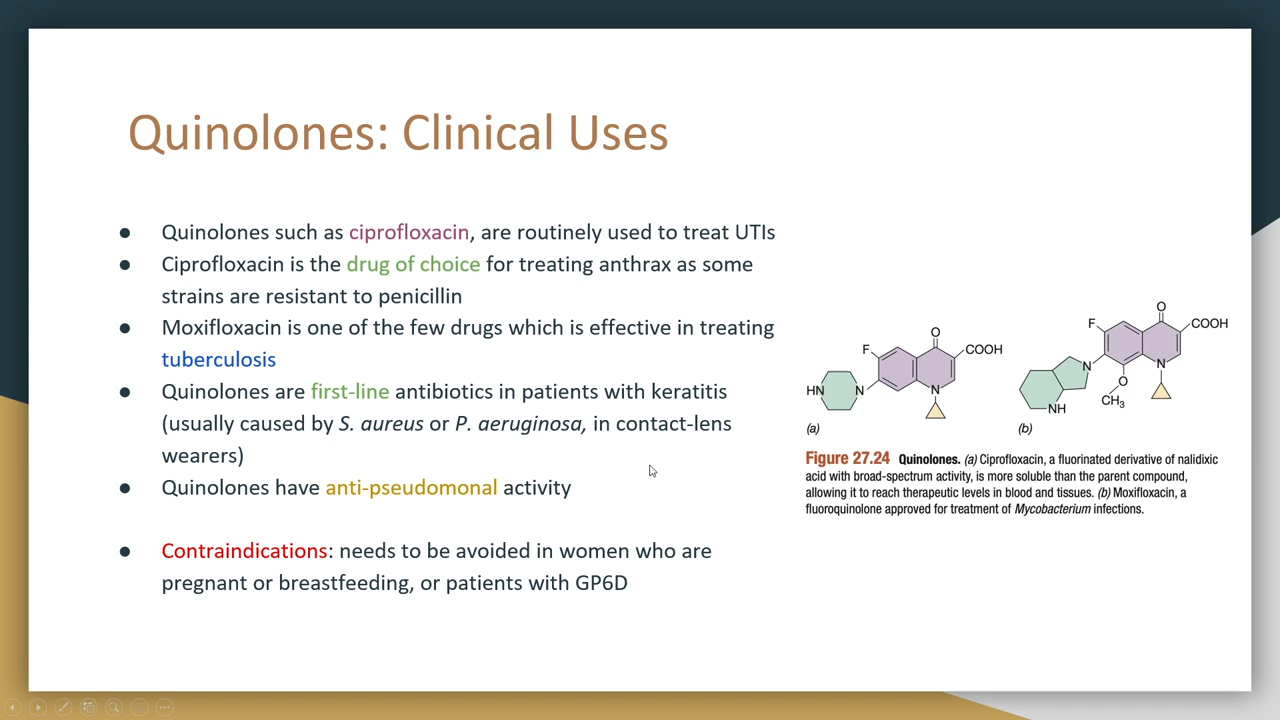 Quinolones: Clinical Uses
● Quinolones such as ciprofloxacin, are routinely used to treat UTIs
● Ciprofloxacin is the drug of choice for treating anthrax as some
strains are resistant to penicillin
● Moxifloxacin is one of the few drugs which is effective in treating
tuberculosis
● Quinolones are first-line antibiotics in patients with keratitis
(usually caused by S. aureus or P. aeruginosa, in contact-lens
wearers)
● Quinolones have anti-pseudomonal activity
● Contraindications: needs to be avoided in women who are
pregnant or breastfeeding, or patients with GP6D
O
F
COOH
HN
N
N
(a)
O
F
COOH
N
N
O
CH₃
NH
(b)
Figure 27.24 Quinolones. (a) Ciprofloxacin, a fluorinated derivative of nalidixic
acid with broad-spectrum activity, is more soluble than the parent compound,
allowing it to reach therapeutic levels in blood and tissues. (b) Moxifloxacin, a
fluoroquinolone approved for treatment of Mycobacterium infections.